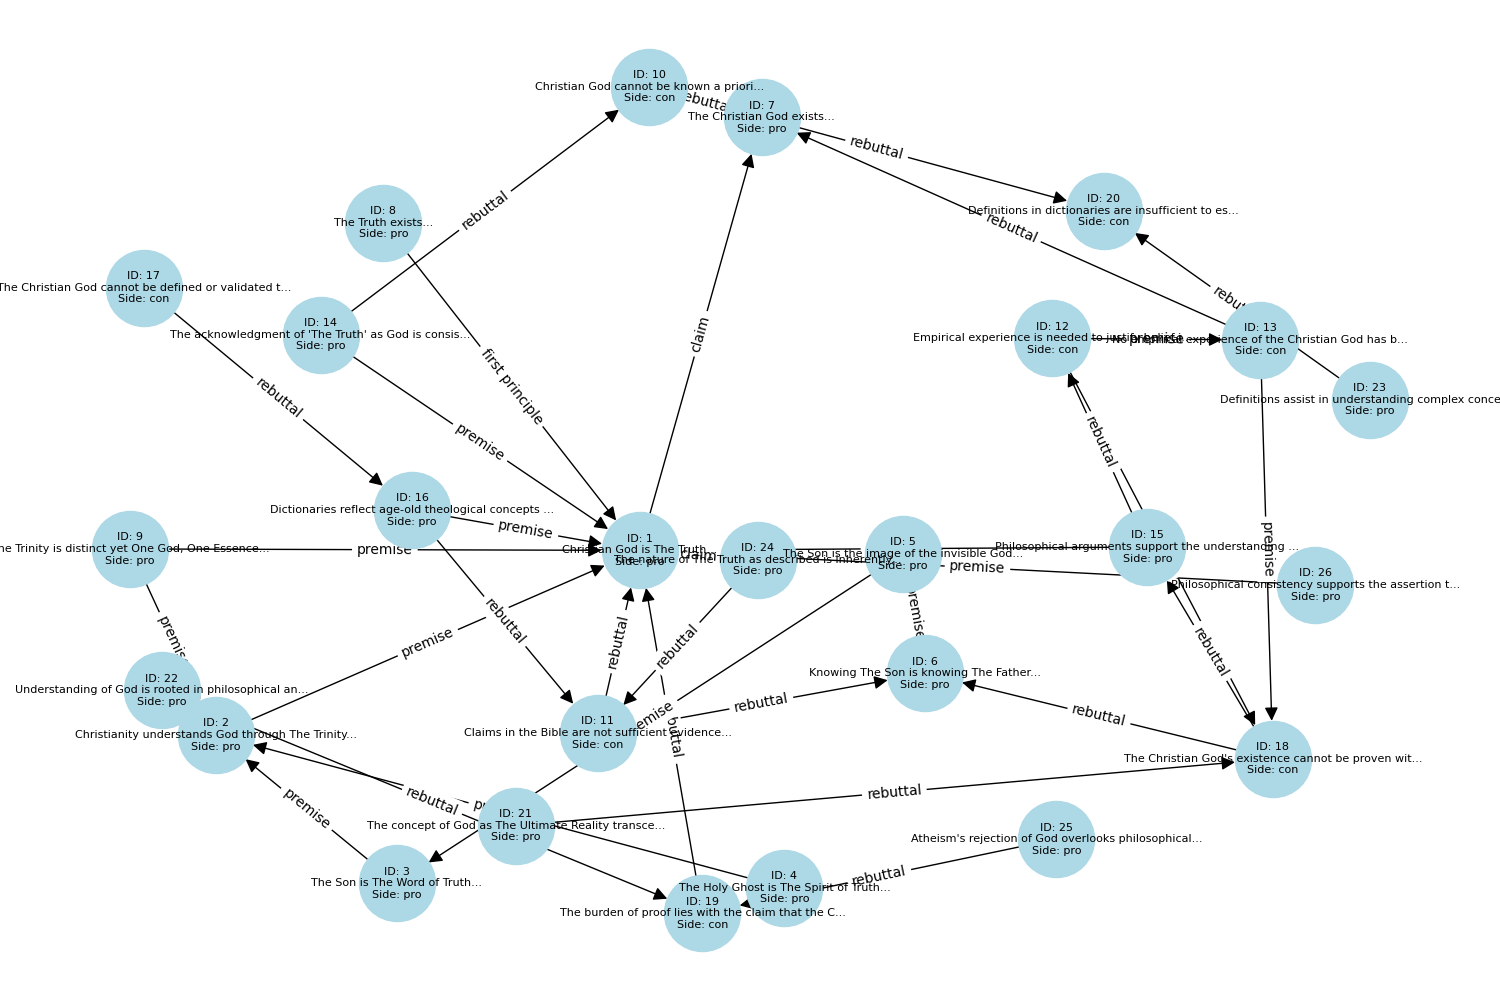 ID: 10
Christian God cannot be known a priori...
Side: con
ID: 7
The Christian God exists...
Side: pro
rebuttal
ID: 20
Definitions in dictionaries are insufficient to es...
Side: con
rebuttal
ID: 8
The Truth exists...
Side: pro
rebuttal
ID: 17
The Christian God cannot be defined or validated t...
Side: con
ID: 14
The acknowledgment of 'The Truth' as God is consis...
Side: pro
ID: 12
Empirical experience is needed to justify belief i...
Side: con
ID: 13
experience of the Christian God has b...
Side: con
premise
claim
first principle
rebuttal
premise
ID: 23
Definitions assist in understanding complex conce
Side: pro
rebuttal
ID: 16
Dictionaries reflect age-old theological concepts ...
Side: pro
premise
ID: 9
Trinity is distinct yet One God, One Essence...
Side: pro
premise
ID: 1
Christian God is The Truth
Side: pro
claim
ID: 24
The nature of The Truth as described is inherently
Side: pro
ID: 5
The Son is the image of the invisible God...
Side: pro
premise
ID: 15
Philosophical arguments support the understanding ...
Side: pro
premise
ID: 26
Philosophical consistency supports the assertion t...
Side: pro
premise
rebuttal
premise
premise
rebuttal
rebuttal
rebuttal
ID: 6
Knowing The Son is knowing The Father...
Side: pro
ID: 22
Understanding of God is rooted in philosophical an...
Side: pro
rebuttal
rebuttal
ID: 2
Christianity understands God through The Trinity...
Side: pro
ID: 11
Claims in the Bible are not sufficient evidence...
Side: con
ID: 18
The Christian God's existence cannot be proven wit...
Side: con
premise
rebuttal
rebuttal
ID: 21
The concept of God as The Ultimate Reality transce...
Side: pro
ID: 25
Atheism's rejection of God overlooks philosophical...
Side: pro
rebuttal
ID: 3
The Son is The Word of Truth...
Side: pro
ID: 4
The Holy Ghost is The Spirit of Truth...
Side: pro
ID: 19
The burden of proof lies with the claim that the C...
Side: con